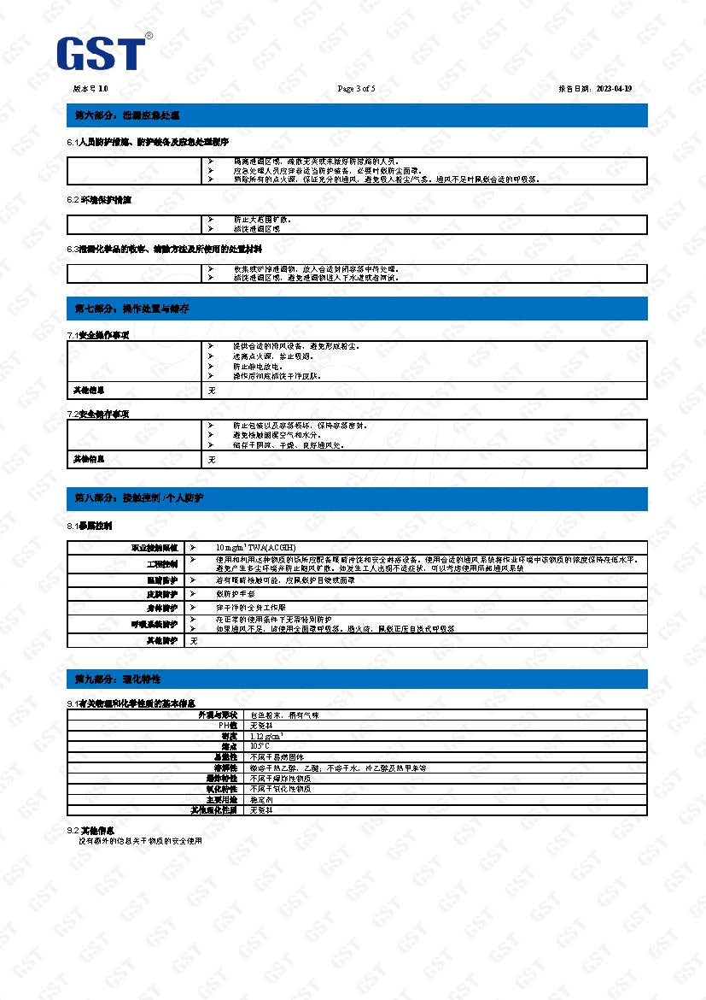 GST®
版本号 1.0 Page 3 of 5 报告日期：2023-04-19
第六部分：泄漏应急处理
6.1人员防护措施、防护装备及应急处理程序
➢ 隔离泄漏区域，疏散无关或未做好防措施的人员。
➢ 应急处理人员应穿着适当防护装备，必要时戴防尘面罩。
➢ 消除所有的点火源，保证充分的通风，避免吸入粉尘/气雾。通风不足时佩戴合适的呼吸器。
6.2 环境保护措施
➢ 防止大范围扩散。
➢ 清洗泄漏区域
6.3泄漏化学品的收容、清除方法及所使用的处置材料
➢ 收集或吸收泄漏物，放入合适封闭容器中待处理。
➢ 清洗泄漏区域，避免泄漏物进入下水道或者河流。
第七部分：操作处置与储存
7.1安全操作事项
➢ 提供合适的排风设备，避免形成粉尘。
➢ 远离点火源，禁止吸烟。
➢ 防止静电放电。
➢ 操作后彻底清洗干净皮肤。
其他信息 无
7.2安全储存事项
➢ 防止包装以及容器损坏，保持容器密封。
➢ 避免接触潮湿空气和水分。
➢ 储存于阴凉、干燥、良好通风处。
其他信息 无
第八部分：接触控制 /个人防护
8.1暴露控制
职业接触限值 ➢ 10 mg/m³ TWA(ACGIH)
工程控制 ➢ 使用和利用这种物质的场所应配备眼睛冲洗和安全淋浴设备。使用合适的通风系统将作业环境中该物质的浓度保持在低水平。
避免产生多尘环境并防止随风扩散。如发生工人出现不适症状，可以考虑使用局部通风系统
眼睛防护 ➢ 若有眼睛接触可能，应佩戴护目镜或面罩
皮肤防护 ➢ 戴防护手套
身体防护 ➢ 穿干净的全身工作服
呼吸系统防护 ➢ 在正常的使用条件下无需特别防护
➢ 如果通风不足，请使用全面罩呼吸器。遇火时，佩戴正压自给式呼吸器
其他防护 无
第九部分：理化特性
9.1有关物理和化学性质的基本信息
外观与形状 白色粉末，稍有气味
PH值 无资料
密度 1.12 g/cm³
熔点 105°C
易燃性 不属于易燃固体
溶解性 微溶于热乙醇、乙醚；不溶于水、冷乙醇及热甲苯等
爆炸特性 不属于爆炸性物质
氧化特性 不属于氧化性物质
主要用途 稳定剂
其他理化性质 无资料
9.2 其他信息
没有额外的信息关于物质的安全使用